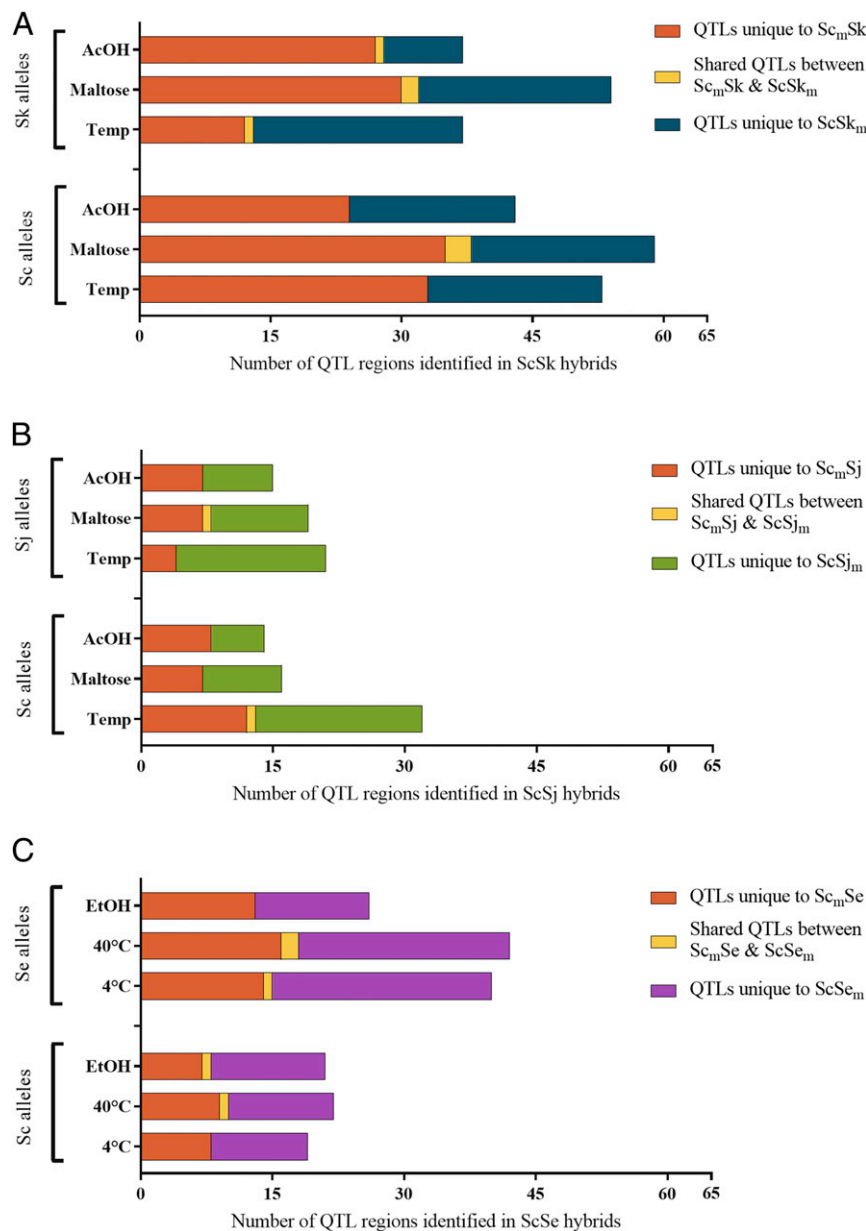 A
Sk alleles
AcOH
Maltose
Temp
Sc alleles
AcOH
Maltose
Temp
0 15 30 45 60 65
Number of QTL regions identified in ScSk hybrids
QTLs unique to ScmSk
Shared QTLs between
ScmSk & ScSkm
QTLs unique to ScSkm
B
Sj alleles
AcOH
Maltose
Temp
Sc alleles
AcOH
Maltose
Temp
0 15 30 45 60 65
Number of QTL regions identified in ScSj hybrids
QTLs unique to ScmSj
Shared QTLs between
ScmSj & ScSjm
QTLs unique to ScSjm
C
Se alleles
EtOH
40°C
4°C
Sc alleles
EtOH
40°C
4°C
0 15 30 45 60 65
Number of QTL regions identified in ScSe hybrids
QTLs unique to ScmSe
Shared QTLs between
ScmSe & ScSem
QTLs unique to ScSem